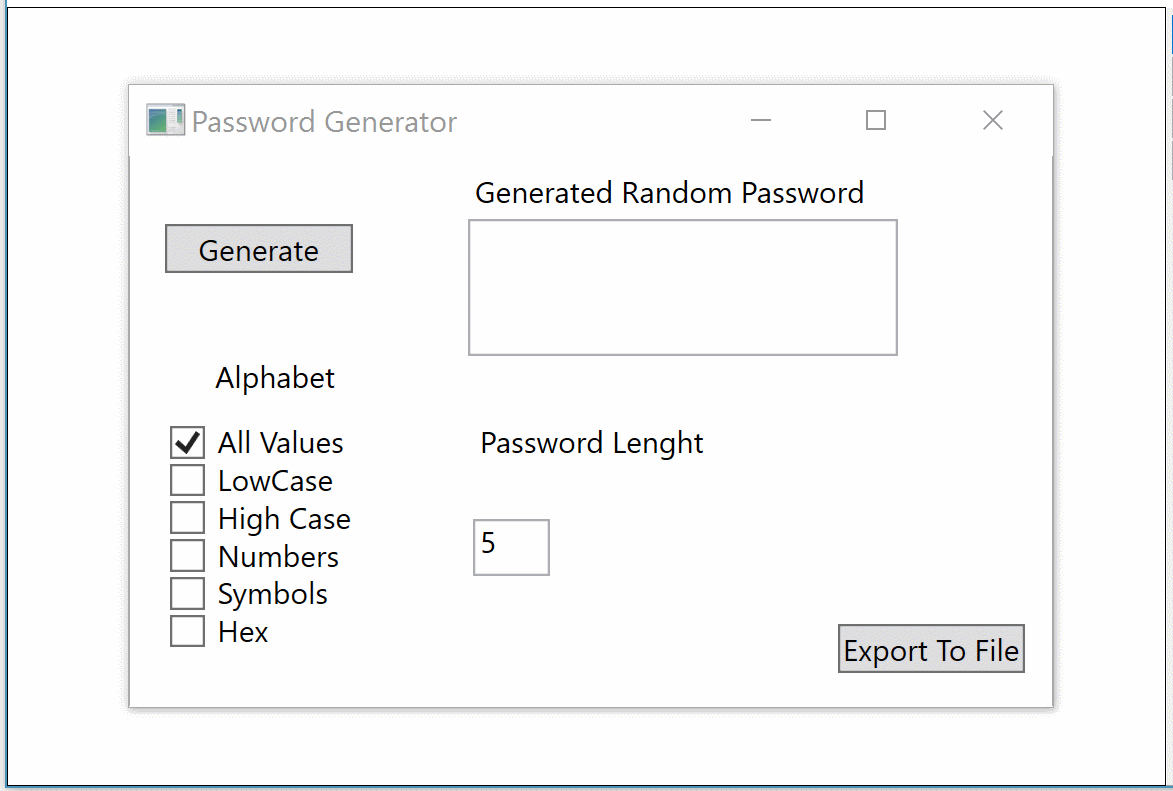 Password Generator
Generated Random Password
Generate
Alphabet
All Values
Password Lenght
LowCase
High Case
5
Numbers
Symbols
Hex
Export To File